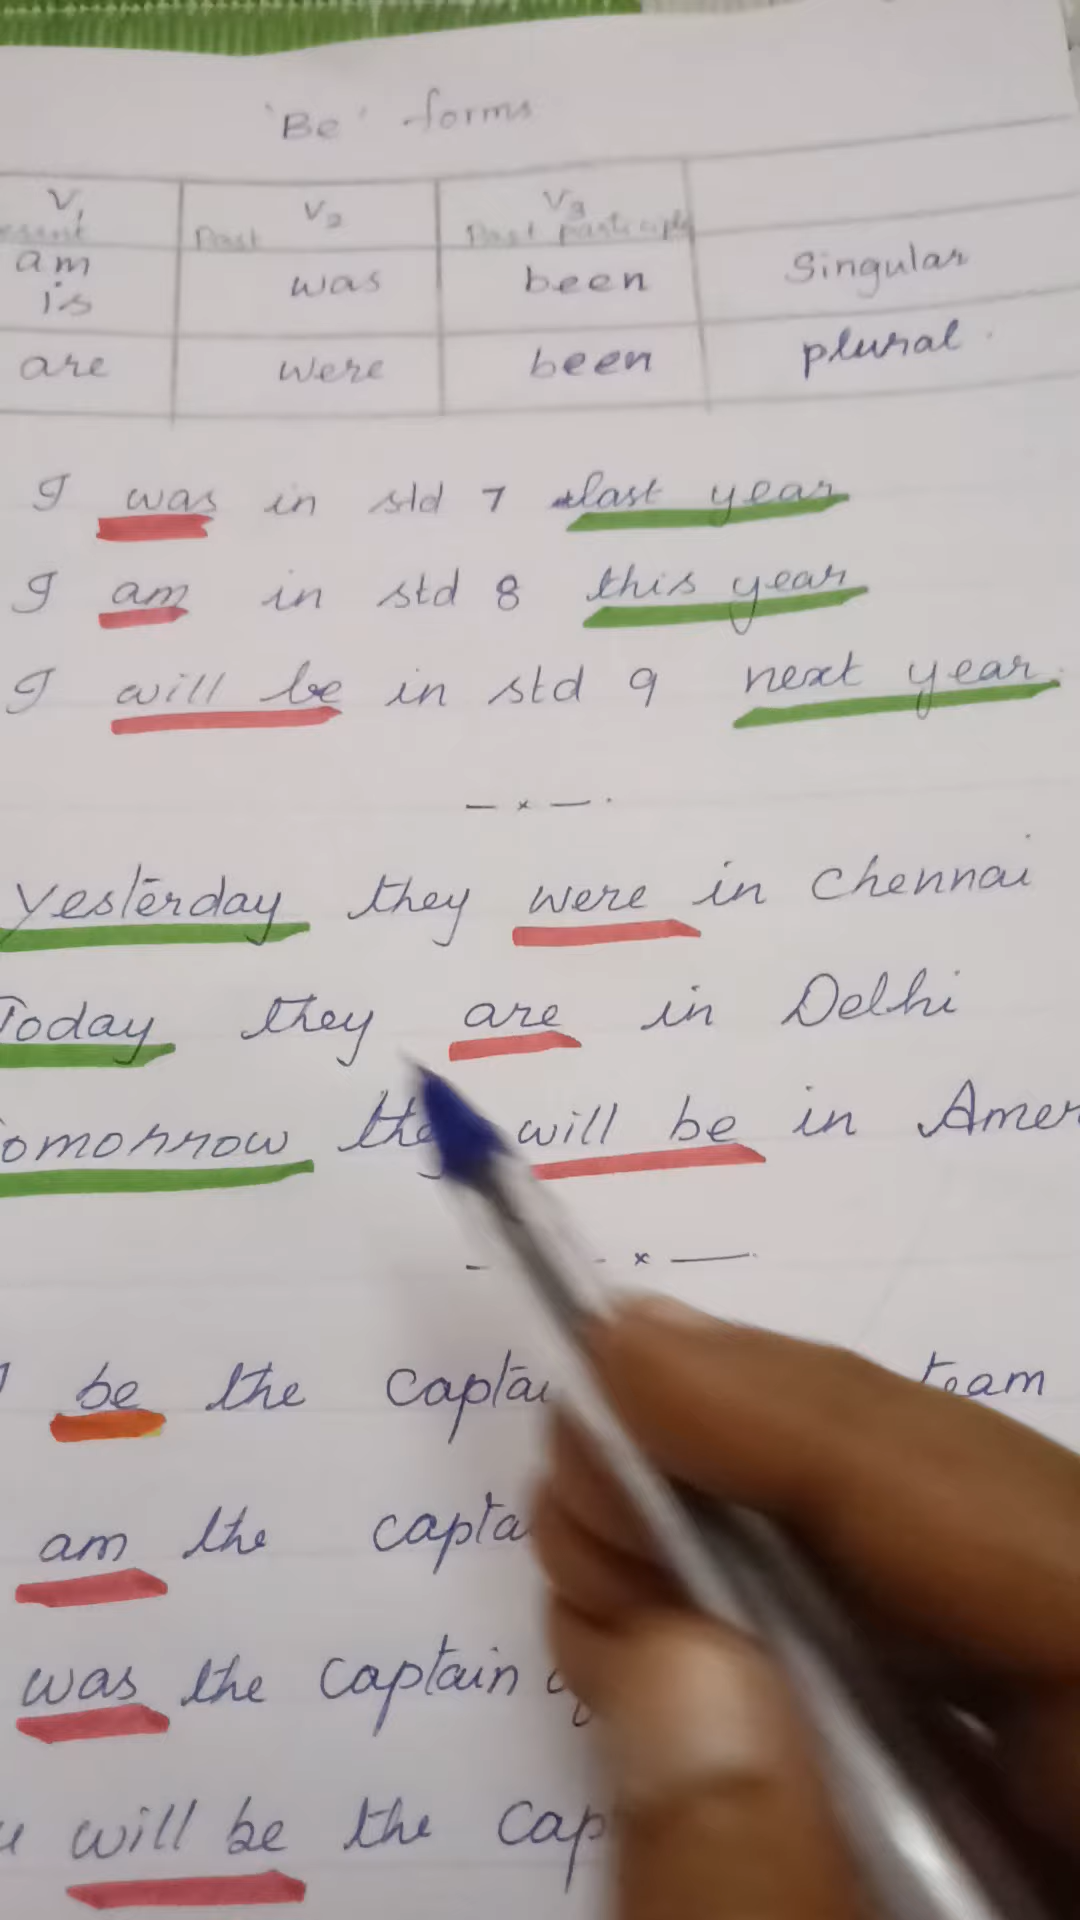 'Be' forms
V1 V2 V3
Past Past participle
am
is was been Singular
are were been plural.
I was in std 7 last year
I am in std 8 this year
I will be in std 9 next year.
— x — .
Yesterday they were in Chennai
Today they are in Delhi
they will be in
x
be the team
am the
was the captain
will be the